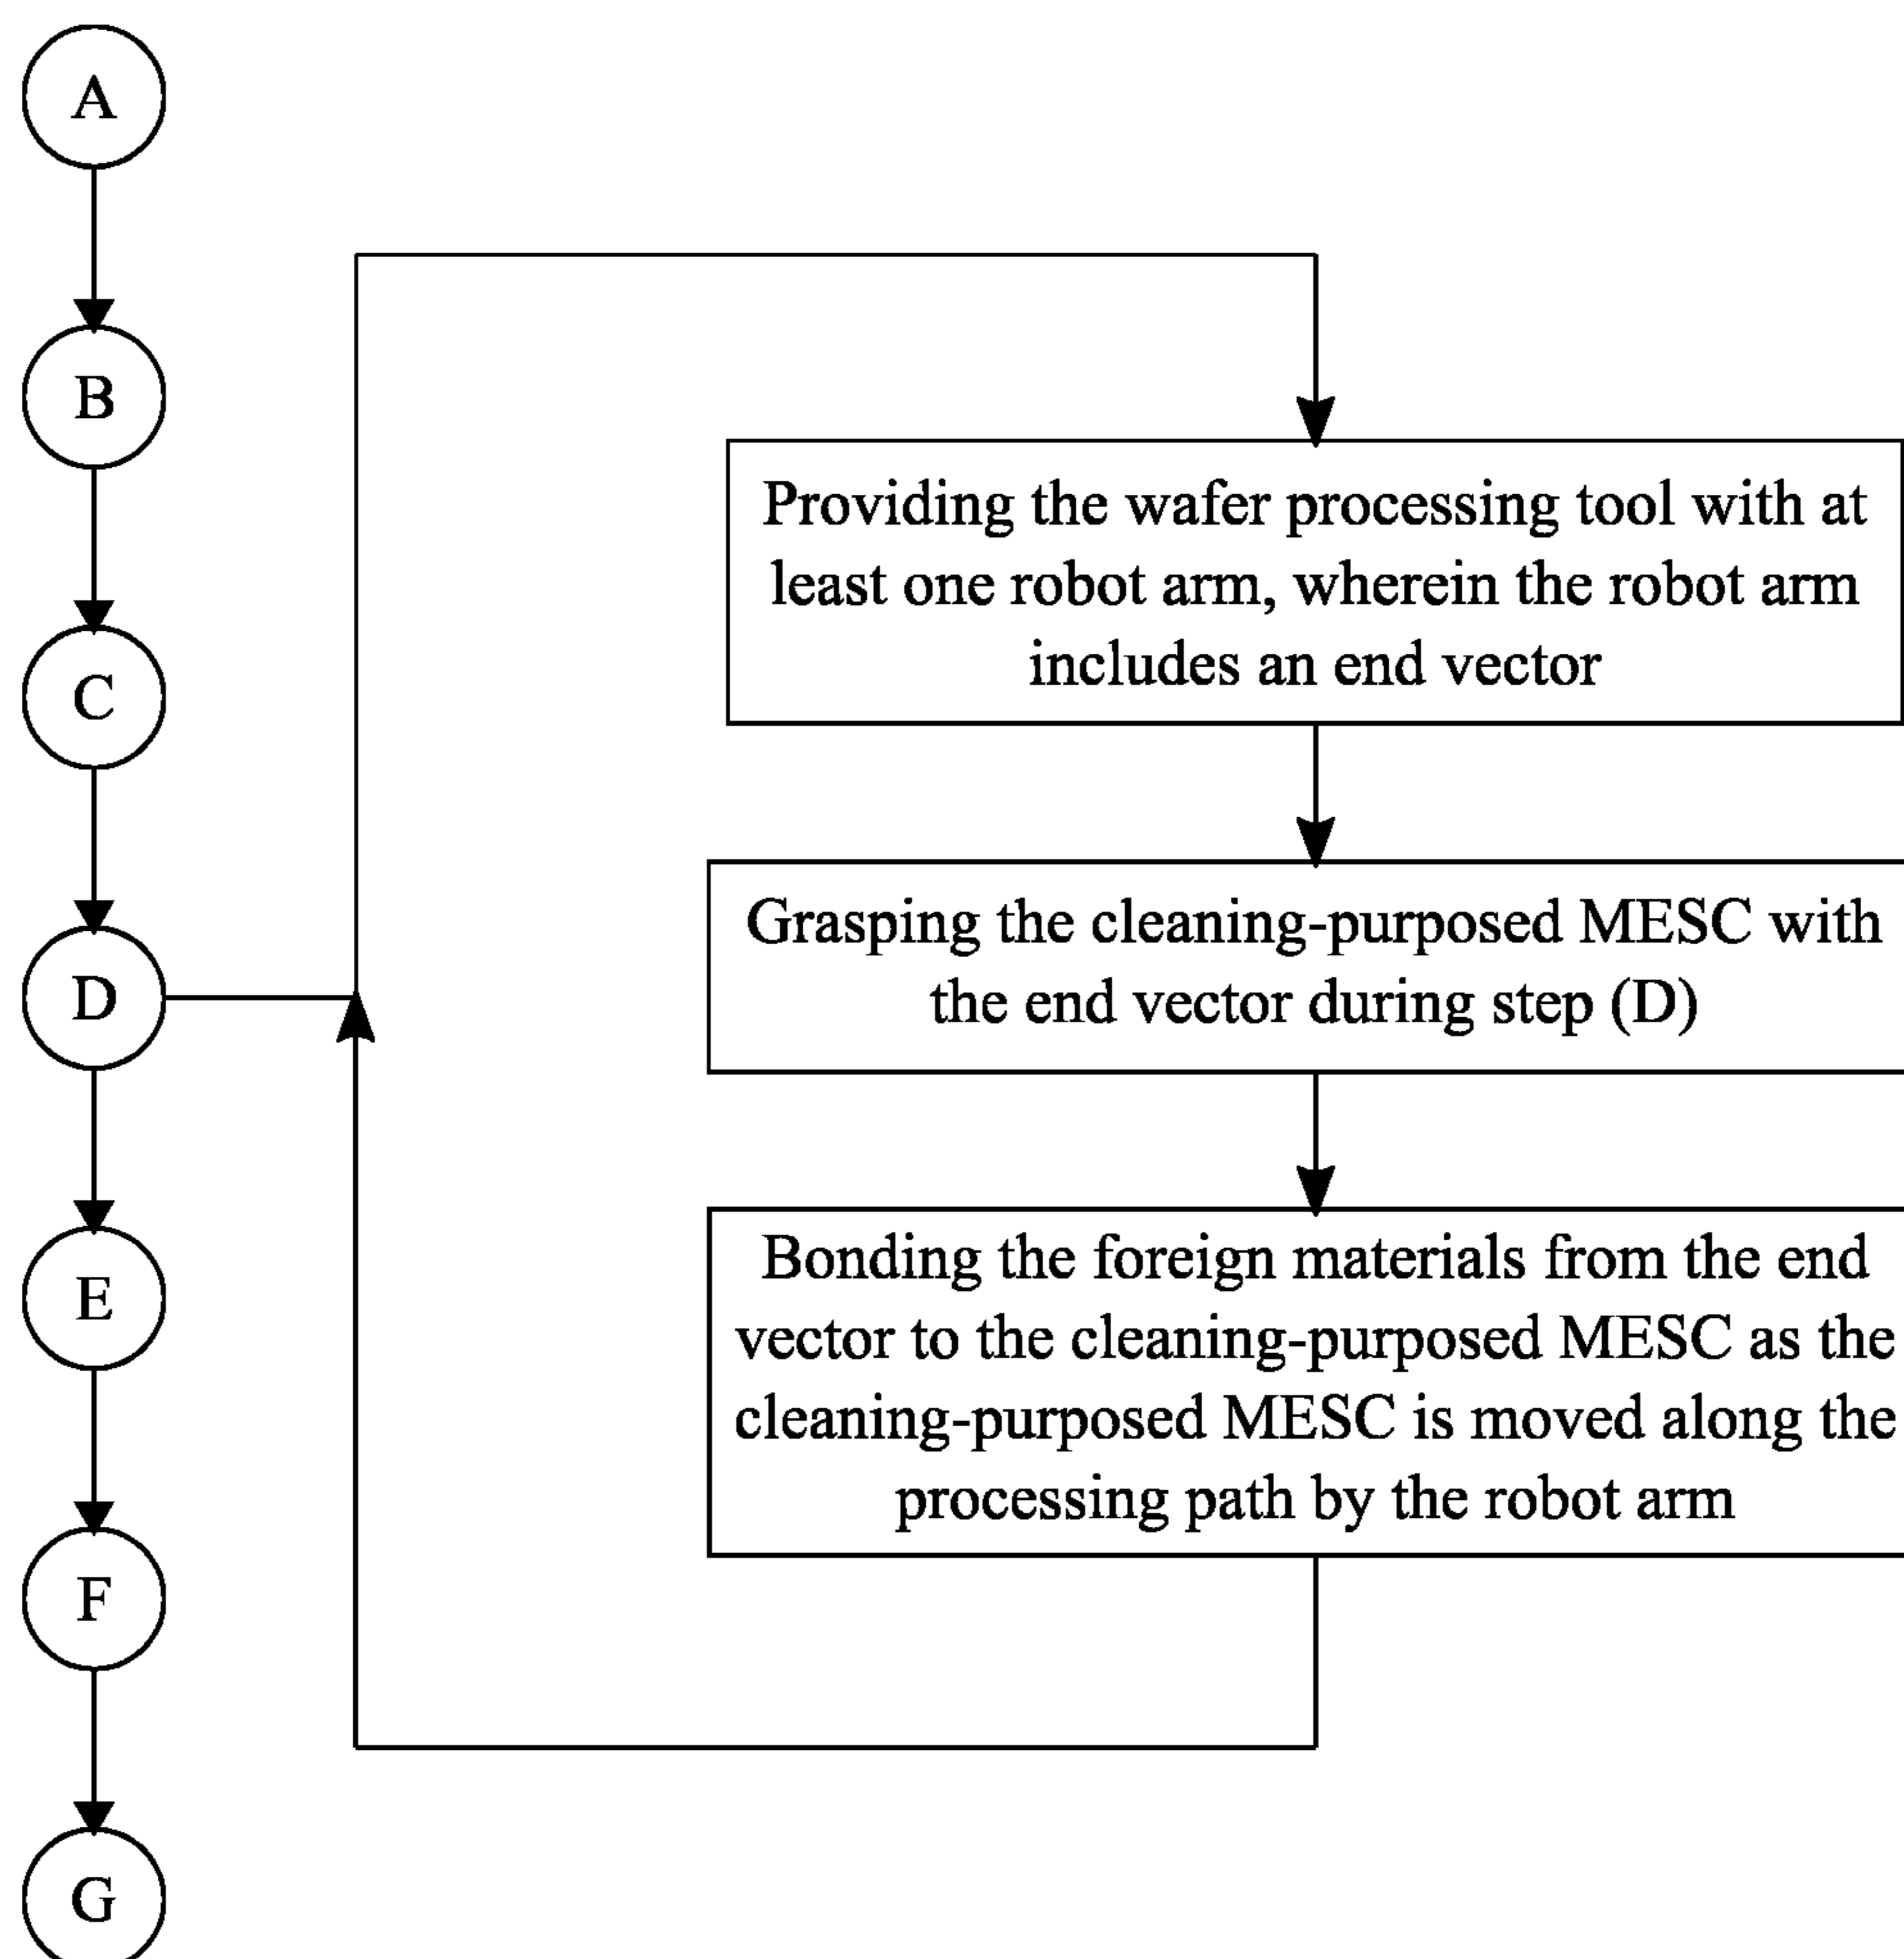 A
B
C
D
E
F
G
Providing the wafer processing tool with at
least one robot arm, wherein the robot arm
includes an end vector
Grasping the cleaning-purposed MESC with
the end vector during step (D)
Bonding the foreign materials from the end
vector to the cleaning-purposed MESC as the
cleaning-purposed MESC is moved along the
processing path by the robot arm